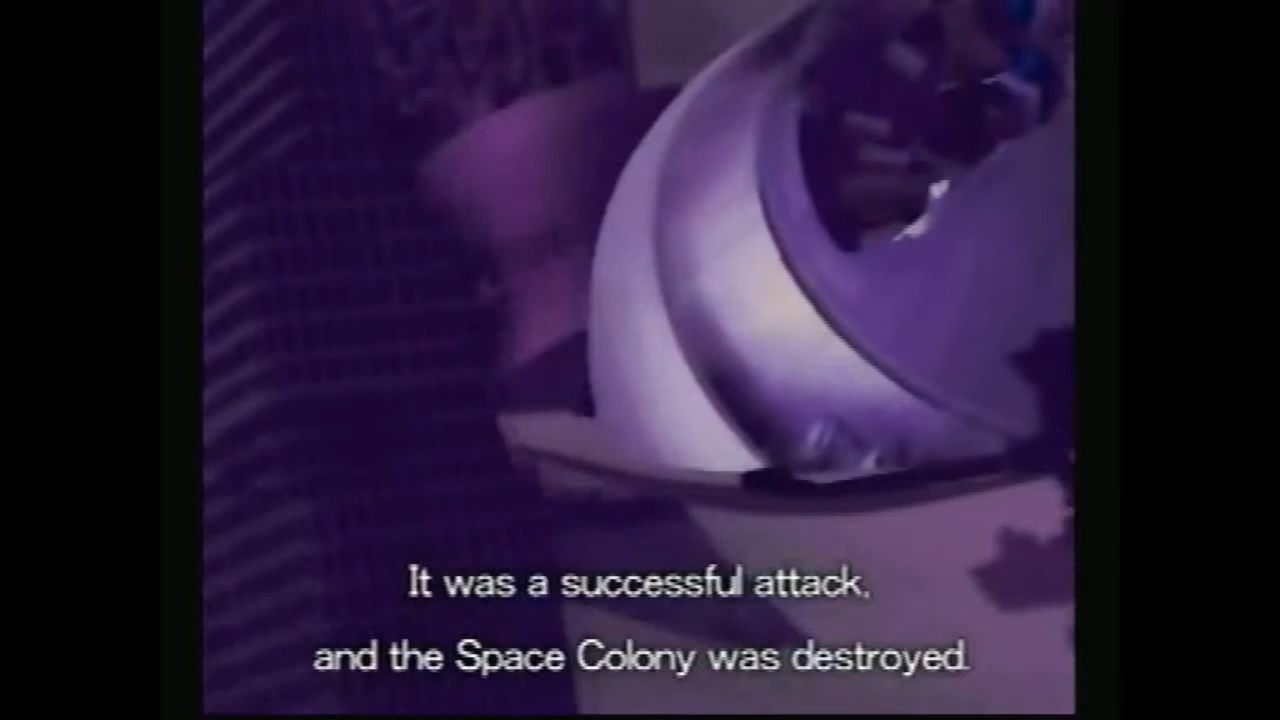 It was a successful attack,
and the Space Colony was destroyed.